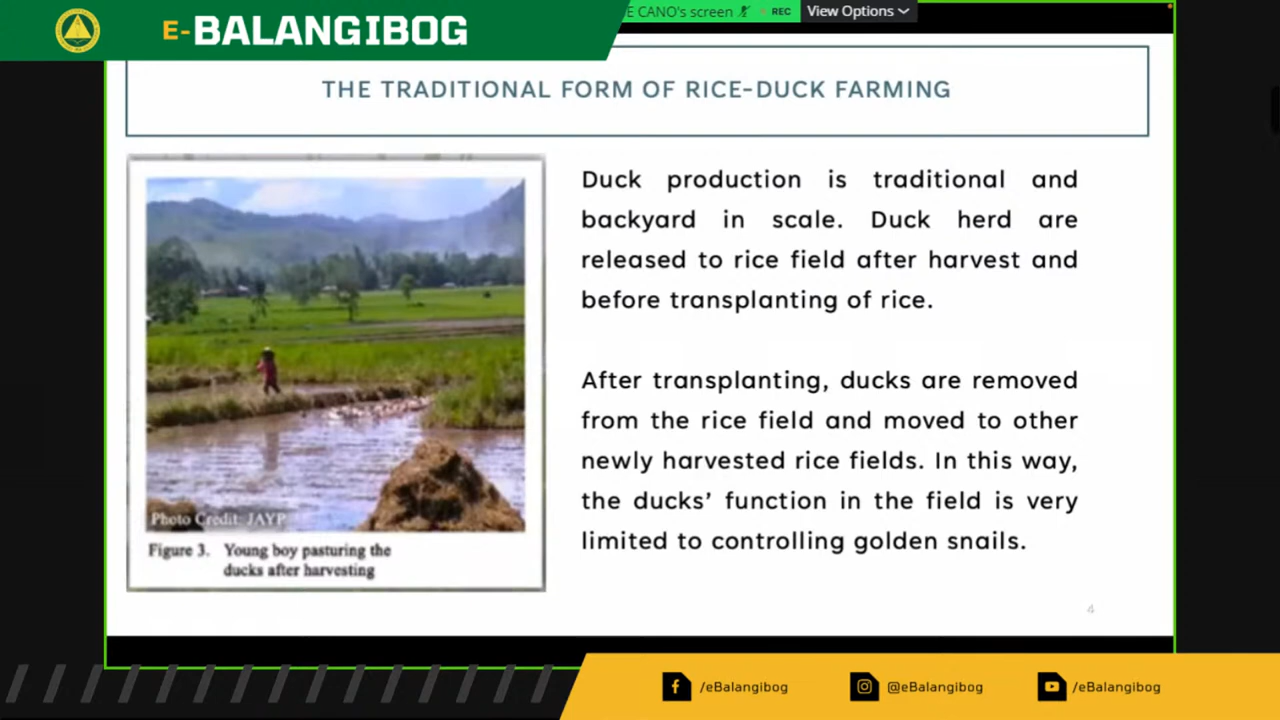 E-BALANGIBOG
E CANO's screen
REC
View Options
THE TRADITIONAL FORM OF RICE-DUCK FARMING
Duck production is traditional and
backyard in scale. Duck herd are
released to rice field after harvest and
before transplanting of rice.
After transplanting, ducks are removed
from the rice field and moved to other
newly harvested rice fields. In this way,
the ducks' function in the field is very
limited to controlling golden snails.
Photo Credit: JAYP
Figure 3. Young boy pasturing the
ducks after harvesting
4
/eBalangibog
@eBalangibog
/eBalangibog